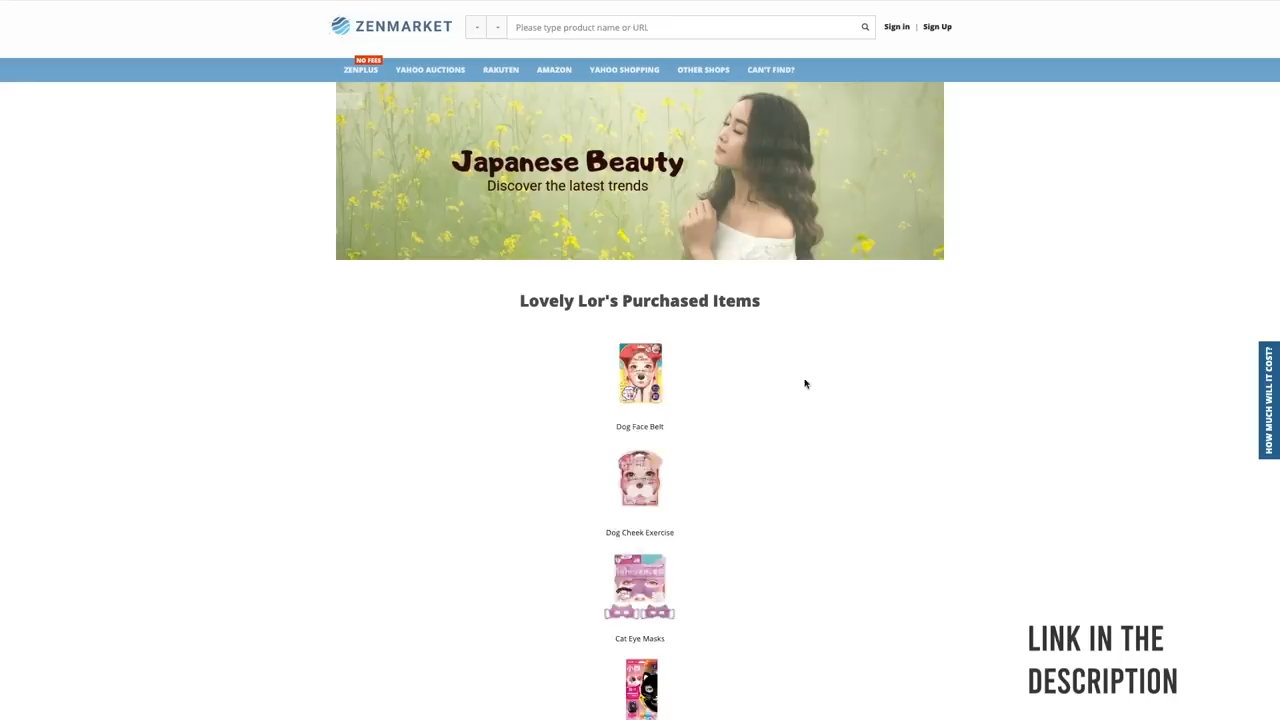 ZENMARKET
Please type product name or URL
Sign in | Sign Up
NO FEES
ZENPLUS YAHOO AUCTIONS RAKUTEN AMAZON YAHOO SHOPPING OTHER SHOPS CAN'T FIND?
Japanese Beauty
Discover the latest trends
Lovely Lor's Purchased Items
HOW MUCH WILL IT COST?
Dog Face Belt
Dog Cheek Exercise
Cat Eye Masks
小顔
LINK IN THE
DESCRIPTION